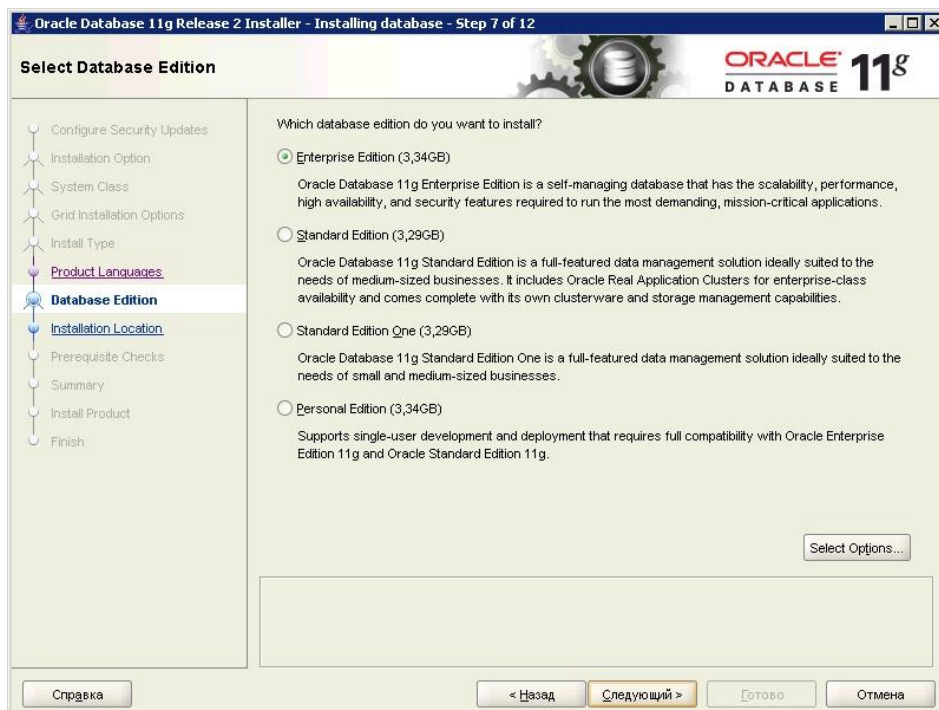 Oracle Database 11g Release 2 Installer - Installing database - Step 7 of 12
Select Database Edition
ORACLE
DATABASE
11g
Configure Security Updates
Installation Option
System Class
Grid Installation Options
Install Type
Product Languages
Database Edition
Installation Location
Prerequisite Checks
Summary
Install Product
Finish
Which database edition do you want to install?
Enterprise Edition (3,34GB)
Oracle Database 11g Enterprise Edition is a self-managing database that has the scalability, performance,
high availability, and security features required to run the most demanding, mission-critical applications.
Standard Edition (3,29GB)
Oracle Database 11g Standard Edition is a full-featured data management solution ideally suited to the
needs of medium-sized businesses. It includes Oracle Real Application Clusters for enterprise-class
availability and comes complete with its own clusterware and storage management capabilities.
Standard Edition One (3,29GB)
Oracle Database 11g Standard Edition One is a full-featured data management solution ideally suited to the
needs of small and medium-sized businesses.
Personal Edition (3,34GB)
Supports single-user development and deployment that requires full compatibility with Oracle Enterprise
Edition 11g and Oracle Standard Edition 11g.
Select Options...
Справка
< Назад
Следующий >
Готово
Отмена